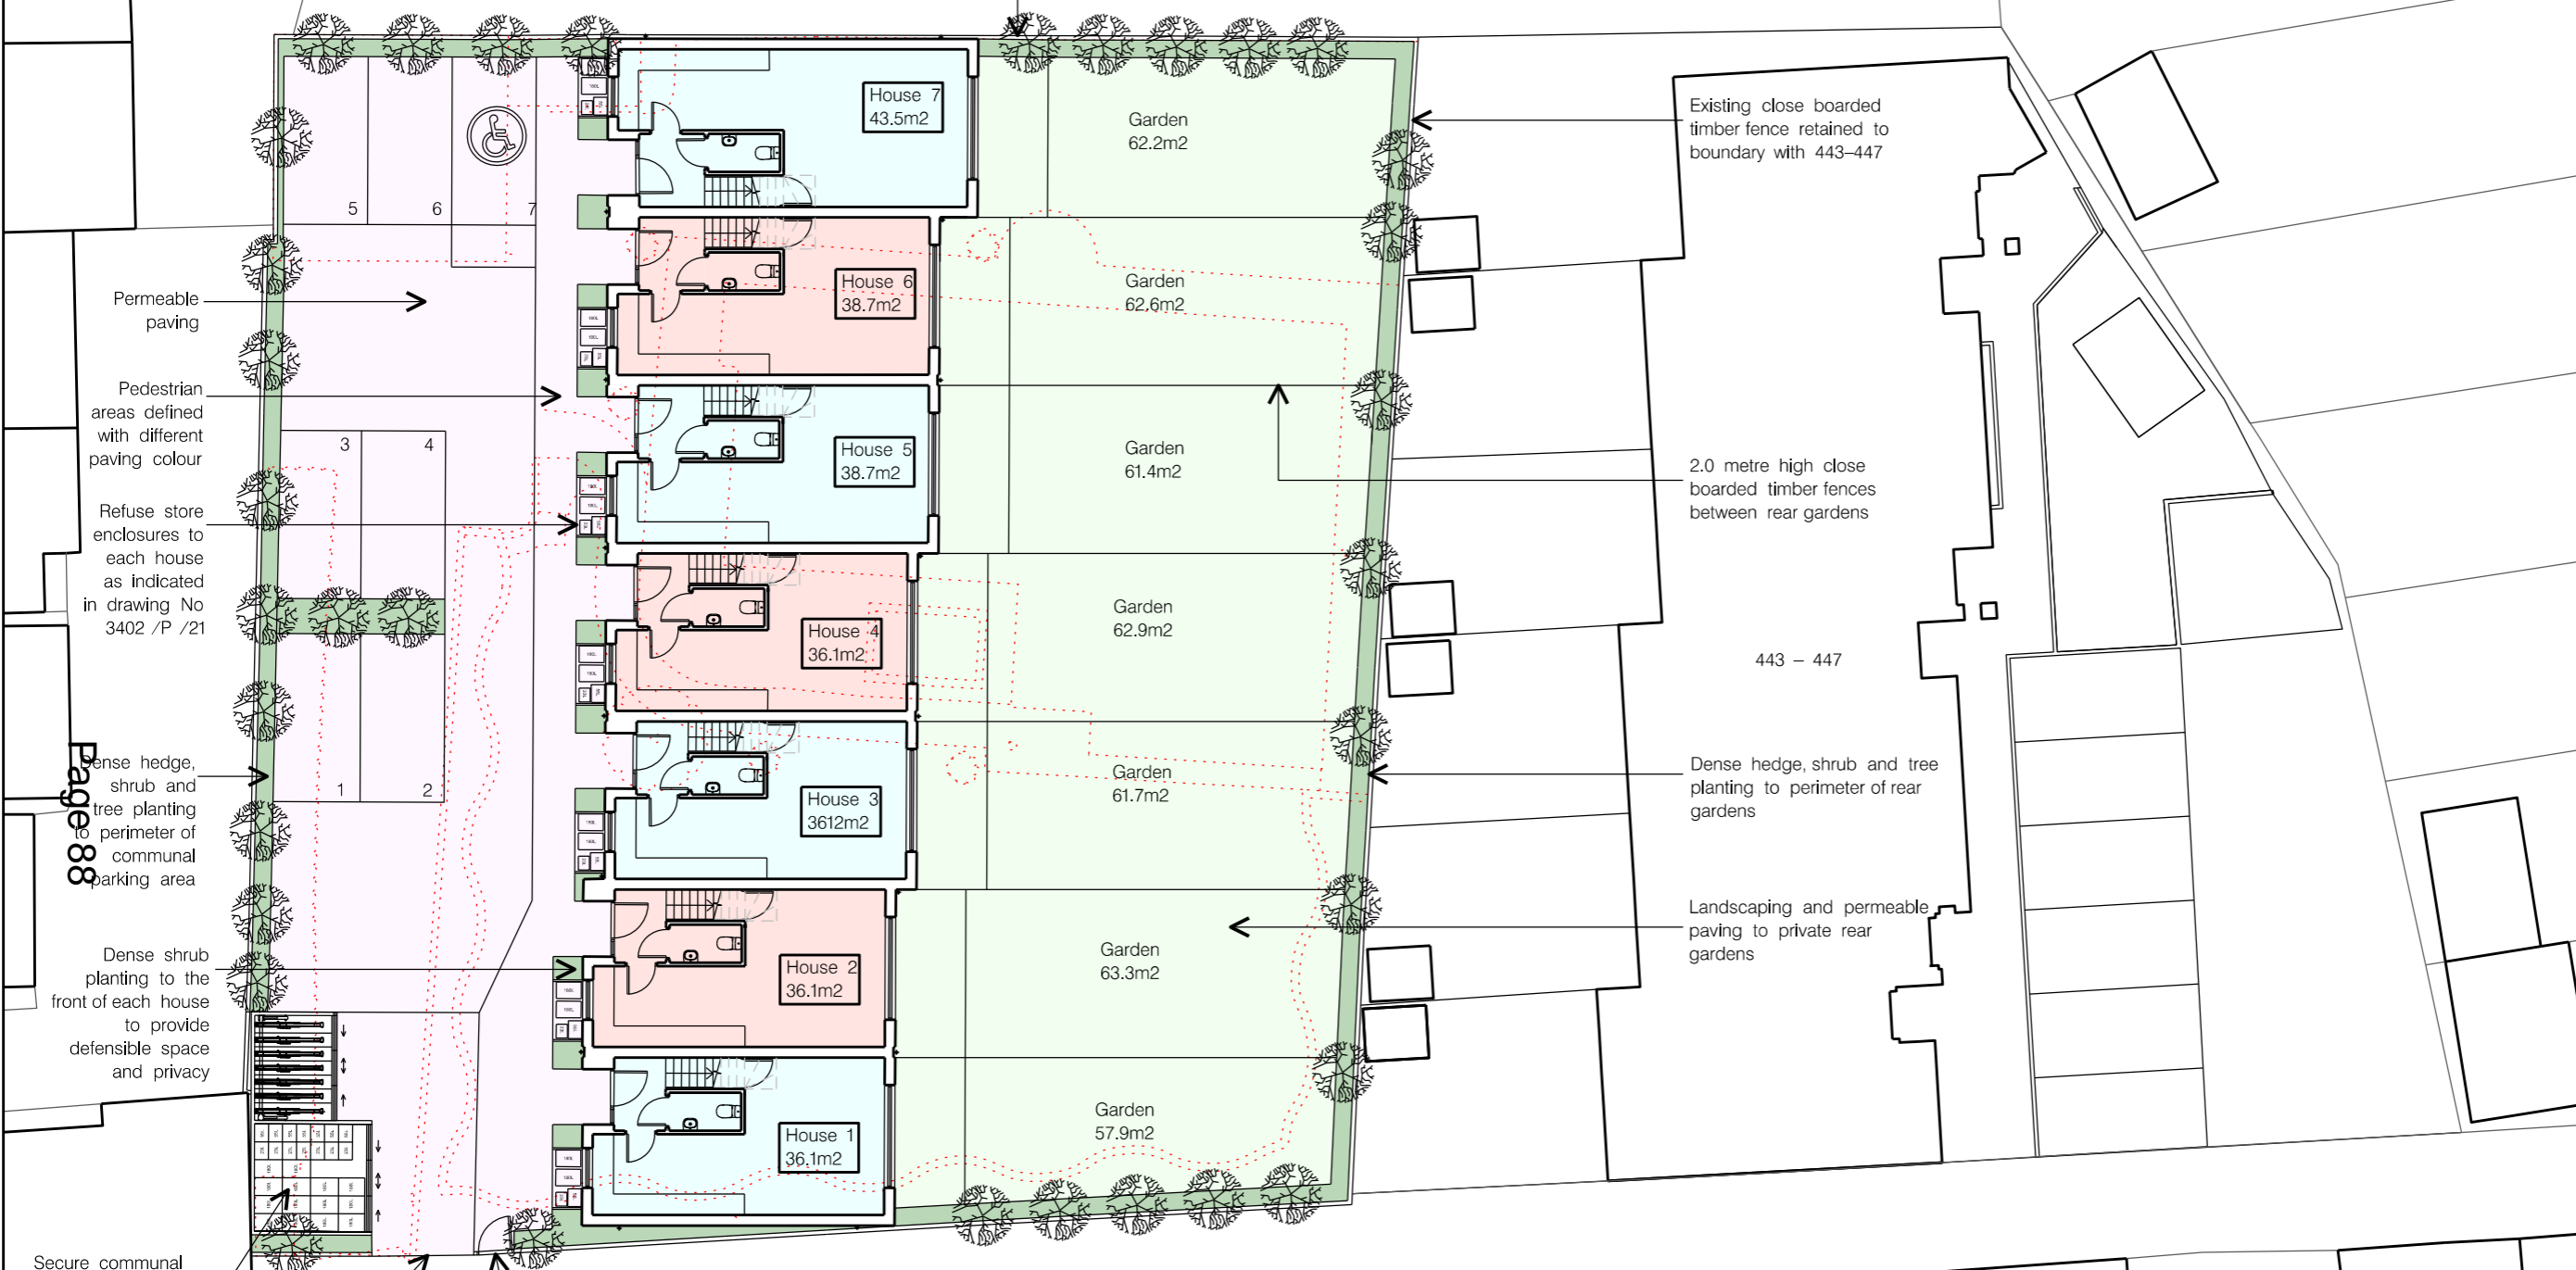 House 7
43.5m2
Garden
62.2m2
Existing close boarded
timber fence retained to
boundary with 443–447
5
6
7
House 6
38.7m2
Garden
62.6m2
Permeable
paving
Pedestrian
areas defined
with different
paving colour
3
4
House 5
38.7m2
Garden
61.4m2
2.0 metre high close
boarded timber fences
between rear gardens
Refuse store
enclosures to
each house
as indicated
in drawing No
3402 /P /21
House 4
36.1m2
Garden
62.9m2
443 – 447
Page 88
Dense hedge,
shrub and
tree planting
to perimeter of
communal
parking area
1
2
House 3
3612m2
Garden
61.7m2
Dense hedge, shrub and tree
planting to perimeter of rear
gardens
Dense shrub
planting to the
front of each house
to provide
defensible space
and privacy
House 2
36.1m2
Garden
63.3m2
Landscaping and permeable
paving to private rear
gardens
House 1
36.1m2
Garden
57.9m2
Secure communal